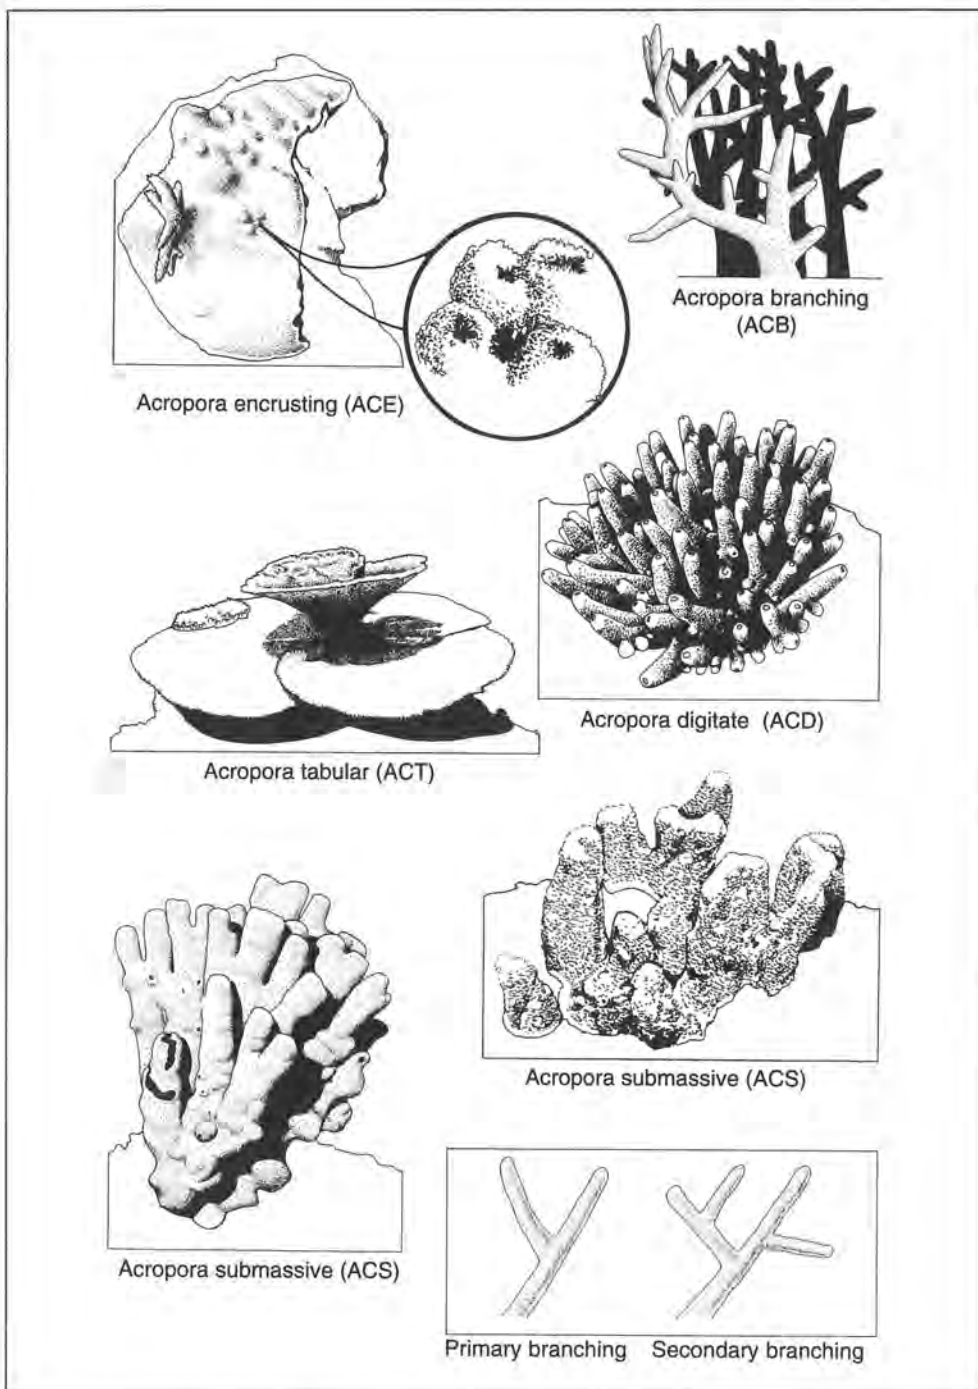 Acropora branching
(ACB)
Acropora encrusting (ACE)
Acropora digitate (ACD)
Acropora tabular (ACT)
Acropora submassive (ACS)
Acropora submassive (ACS)
Primary branching
Secondary branching